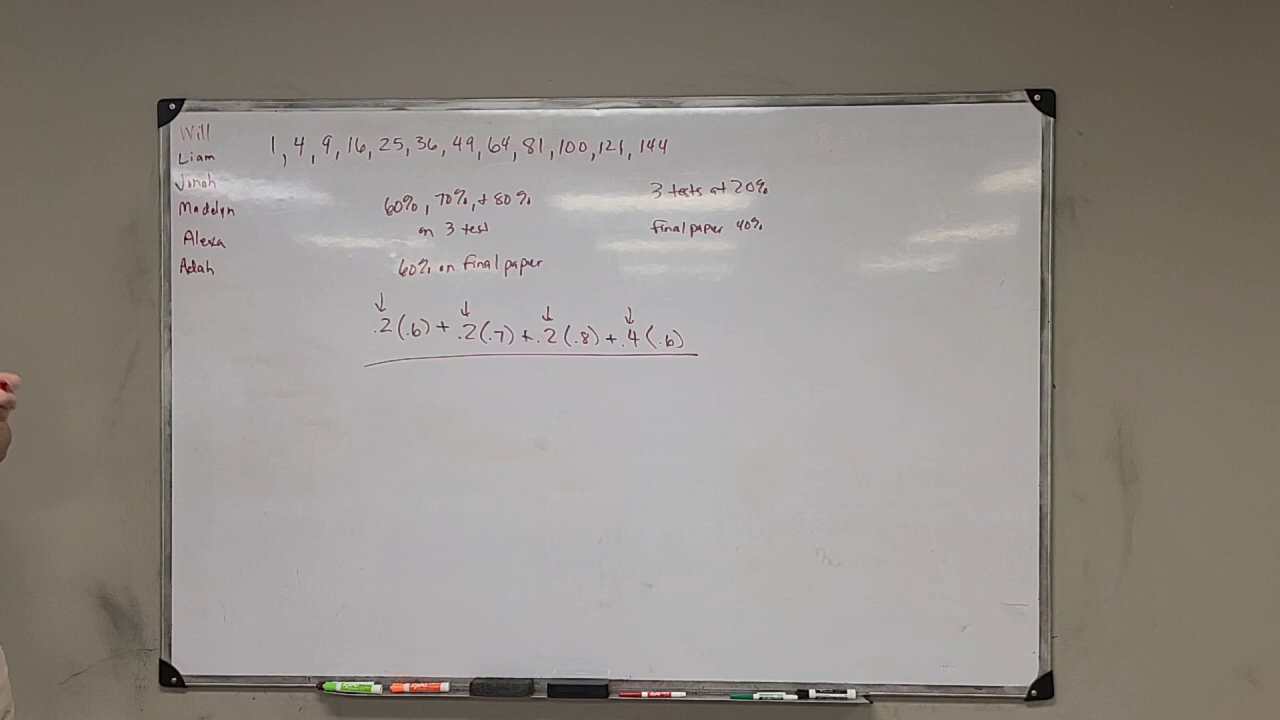 Will
Liam
Jonah
Madelyn
Alexa
Adah
1, 4, 9, 16, 25, 36, 49, 64, 81, 100, 121, 144
60%, 70%, + 80%
on 3 test
60% on final paper
3 tests at 20%
final paper 40%
↓ ↓ ↓ ↓
.2(.6) + .2(.7) + .2(.8) + .4(.6)